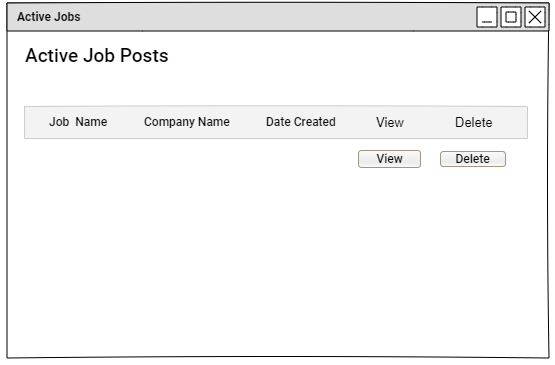 Active Jobs
Active Job Posts
Job Name Company Name Date Created View Delete
View Delete